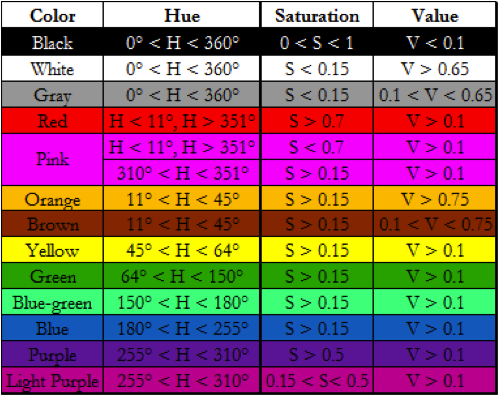 Color Hue Saturation Value
Black 0° < H < 360° 0 < S < 1 V < 0.1
White 0° < H < 360° S < 0.15 V > 0.65
Gray 0° < H < 360° S < 0.15 0.1 < V < 0.65
Red H < 11°, H > 351° S > 0.7 V > 0.1
Pink H < 11°, H > 351° S < 0.7 V > 0.1
310° < H < 351° S > 0.15 V > 0.1
Orange 11° < H < 45° S > 0.15 V > 0.75
Brown 11° < H < 45° S > 0.15 0.1 < V < 0.75
Yellow 45° < H < 64° S > 0.15 V > 0.1
Green 64° < H < 150° S > 0.15 V > 0.1
Blue-green 150° < H < 180° S > 0.15 V > 0.1
Blue 180° < H < 255° S > 0.15 V > 0.1
Purple 255° < H < 310° S > 0.5 V > 0.1
Light Purple 255° < H < 310° 0.15 < S< 0.5 V > 0.1